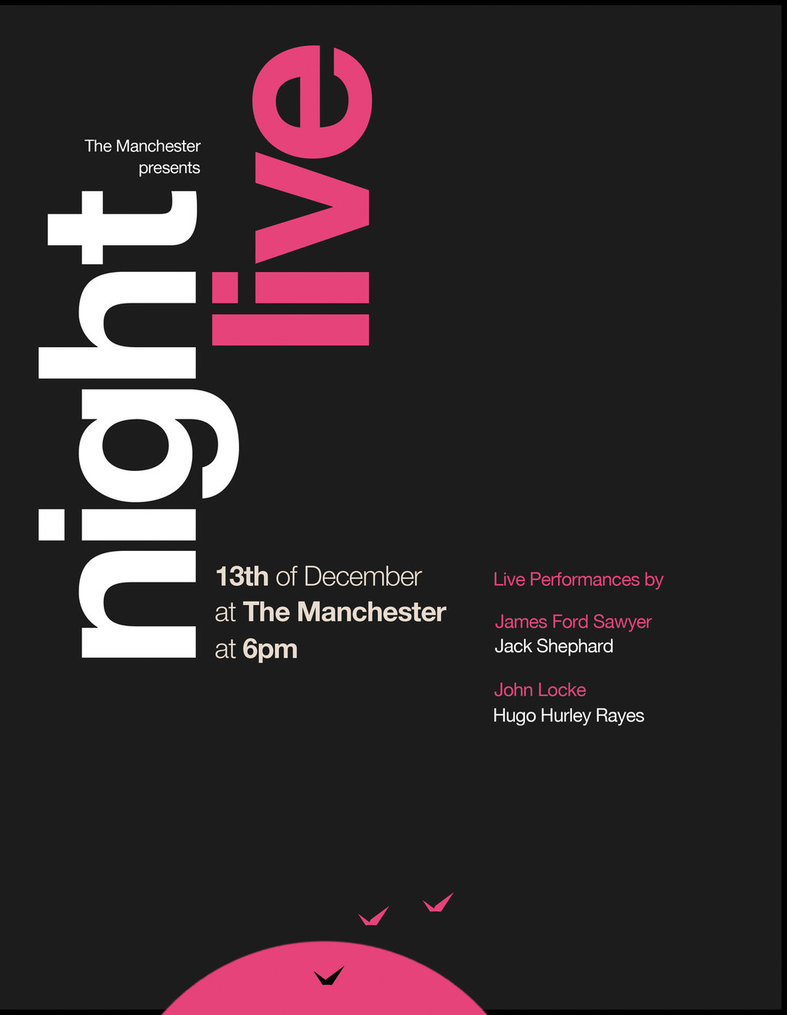 The Manchester
presents
night
live
13th of December
at The Manchester
at 6pm
Live Performances by
James Ford Sawyer
Jack Shephard
John Locke
Hugo Hurley Rayes